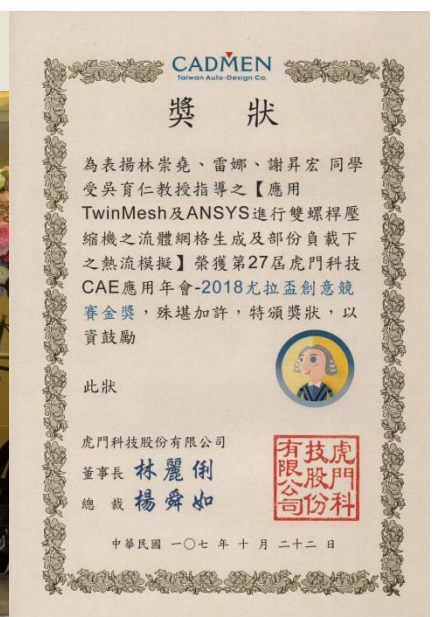 CADMEN
Taiwan Auto-Design Co.
獎 狀
為表揚林崇堯、雷娜、謝昇宏 同學
受吳育仁教授指導之【應用
TwinMesh及ANSYS進行雙螺桿壓
縮機之流體網格生成及部份負載下
之熱流模擬】榮獲第27屆虎門科技
CAE應用年會-2018尤拉盃創意競
賽金獎，殊堪加許，特頒獎狀，以
資鼓勵
此狀
虎門科技股份有限公司
董事長 林麗俐
總 裁 楊舜如
虎門科
技股份
有限公司
中華民國 一〇七 年 十 月 二十二 日